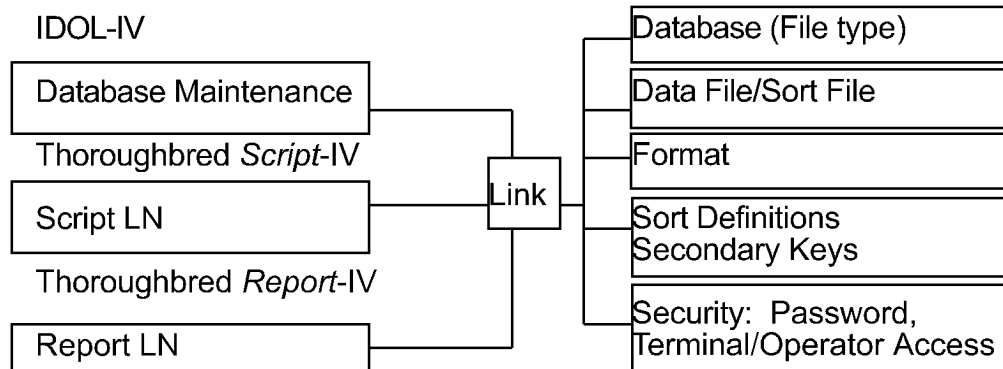 IDOL-IV
Database Maintenance
Thoroughbred Script-IV
Script LN
Thoroughbred Report-IV
Report LN
Link
Database (File type)
Data File/Sort File
Format
Sort Definitions
Secondary Keys
Security: Password,
Terminal/Operator Access